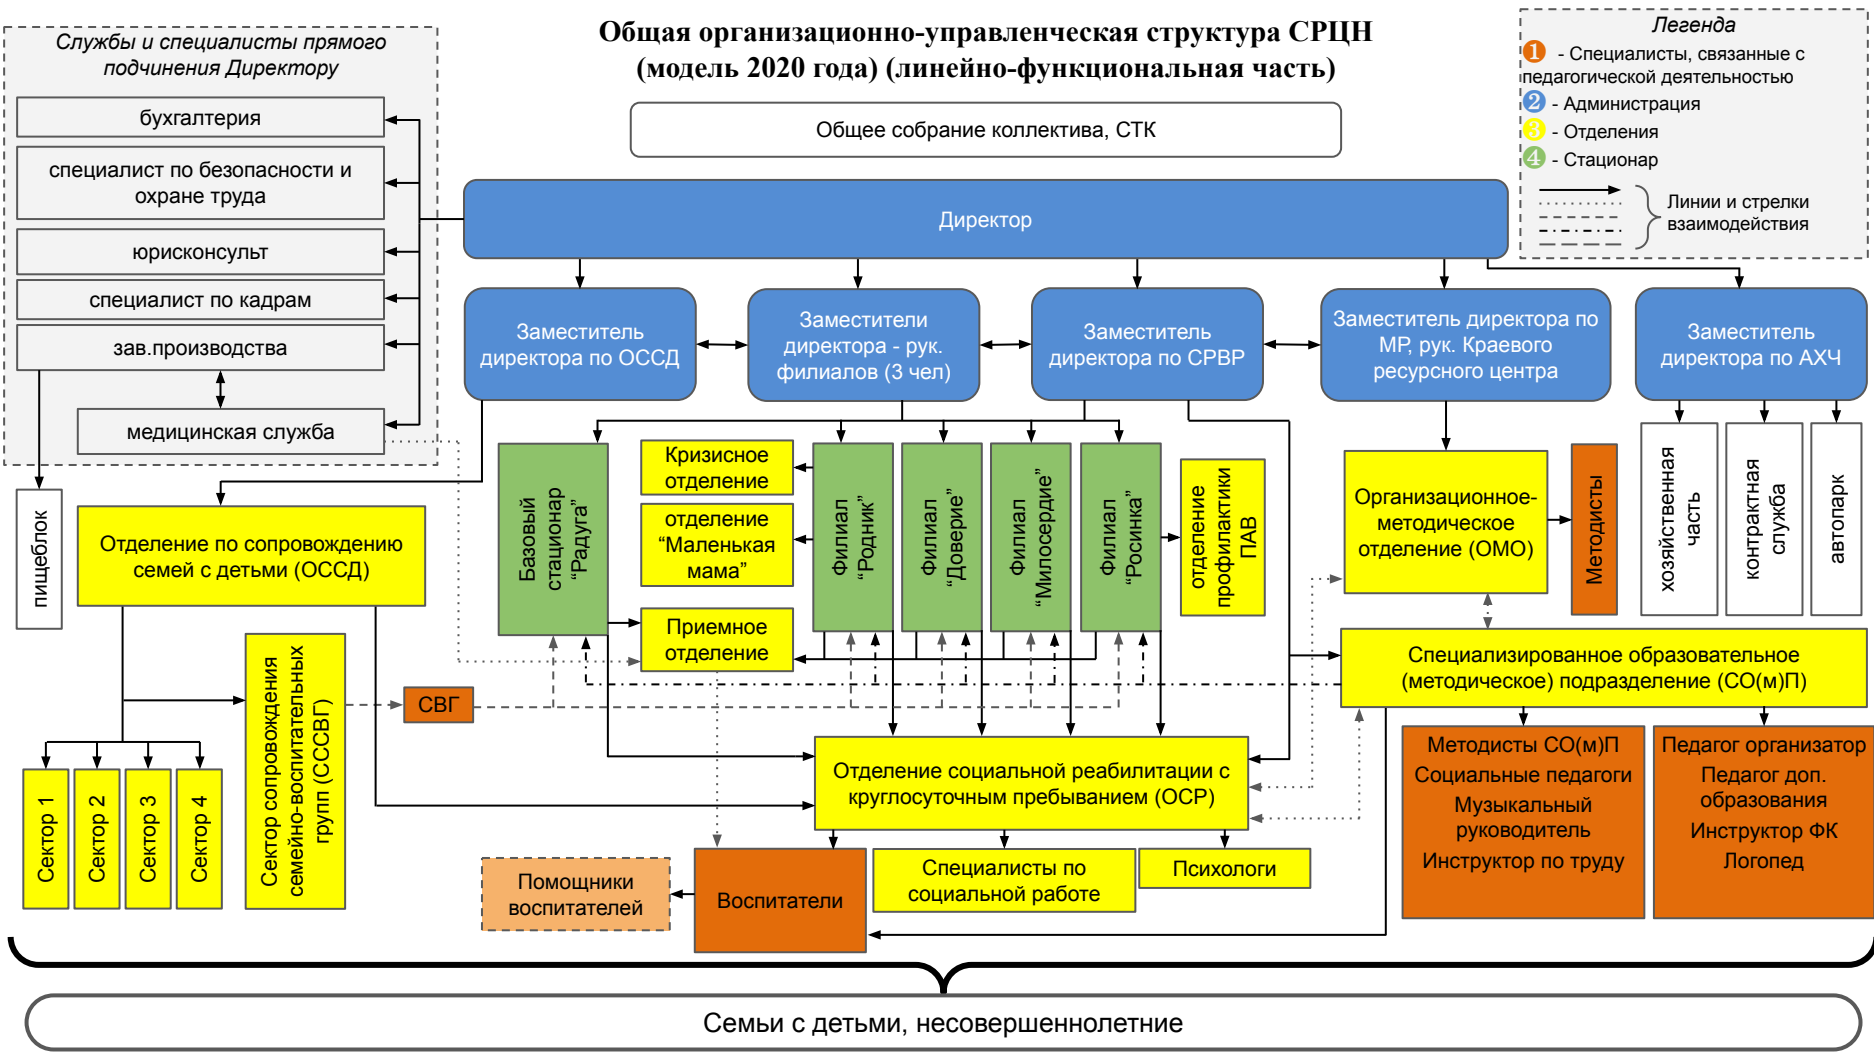 Общая организационно-управленческая структура СРЦН
(модель 2020 года) (линейно-функциональная часть)
Службы и специалисты прямого
подчинения Директору
бухгалтерия
специалист по безопасности и
охране труда
юрисконсульт
специалист по кадрам
зав.производства
медицинская служба
Общее собрание коллектива, СТК
Легенда
1 - Специалисты, связанные с
педагогической деятельностью
2 - Администрация
3 - Отделения
4 - Стационар
Линии и стрелки
взаимодействия
Директор
Заместитель
директора по ОССД
Заместители
директора - рук.
филиалов (3 чел)
Заместитель
директора по СРВР
Заместитель директора по
МР, рук. Краевого
ресурсного центра
Заместитель
директора по АХЧ
пищеблок
Отделение по сопровождению
семей с детьми (ОССД)
Базовый
стационар
“Радуга”
Кризисное
отделение
отделение
“Маленькая
мама”
Приемное
отделение
Филиал
“Родник”
Филиал
“Доверие”
Филиал
“Милосердие”
Филиал
“Росинка”
отделение
профилактики
ПАВ
Организационное-
методическое
отделение (ОМО)
Методисты
хозяйственная
часть
контрактная
служба
автопарк
Специализированное образовательное
(методическое) подразделение (СО(м)П)
Сектор сопровождения
семейно-воспитательных
групп (СССВГ)
СВГ
Сектор 1
Сектор 2
Сектор 3
Сектор 4
Отделение социальной реабилитации с
круглосуточным пребыванием (ОСР)
Методисты СО(м)П
Социальные педагоги
Музыкальный
руководитель
Инструктор по труду
Педагог организатор
Педагог доп.
образования
Инструктор ФК
Логопед
Помощники
воспитателей
Воспитатели
Специалисты по
социальной работе
Психологи
Семьи с детьми, несовершеннолетние